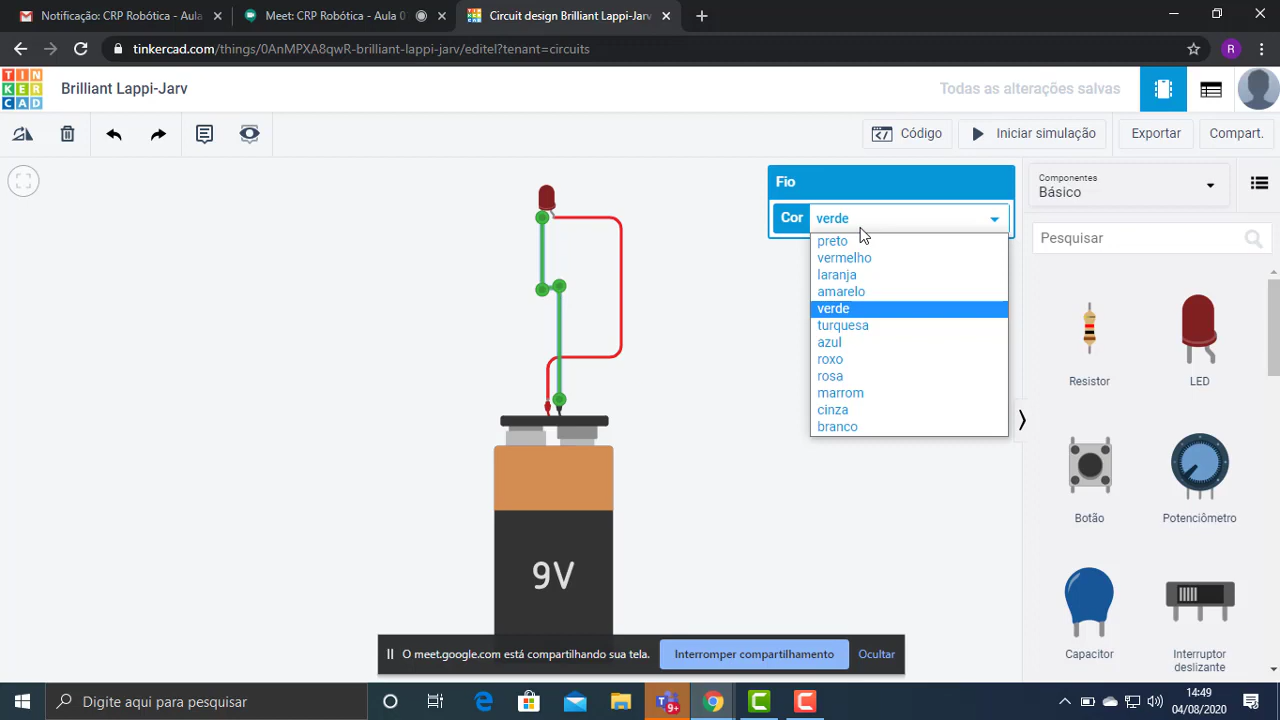 Notificação: CRP Robótica - Aula
Meet: CRP Robótica - Aula 0
Circuit design Brilliant Lappi-Jarv
tinkercad.com/things/0AnMPXA8qwR-brilliant-lappi-jarv/editel?tenant=circuits
R
TIN
KER
CAD
Brilliant Lappi-Jarv
Todas as alterações salvas
Código
Iniciar simulação
Exportar
Compart.
Fio
Cor
verde
preto
vermelho
laranja
amarelo
verde
turquesa
azul
roxo
rosa
marrom
cinza
branco
Componentes
Básico
Pesquisar
Resistor
LED
Botão
Potenciômetro
Capacitor
Interruptor
deslizante
9V
O meet.google.com está compartilhando sua tela.
Interromper compartilhamento
Ocultar
Digite aqui para pesquisar
9+
14:49
04/08/2020